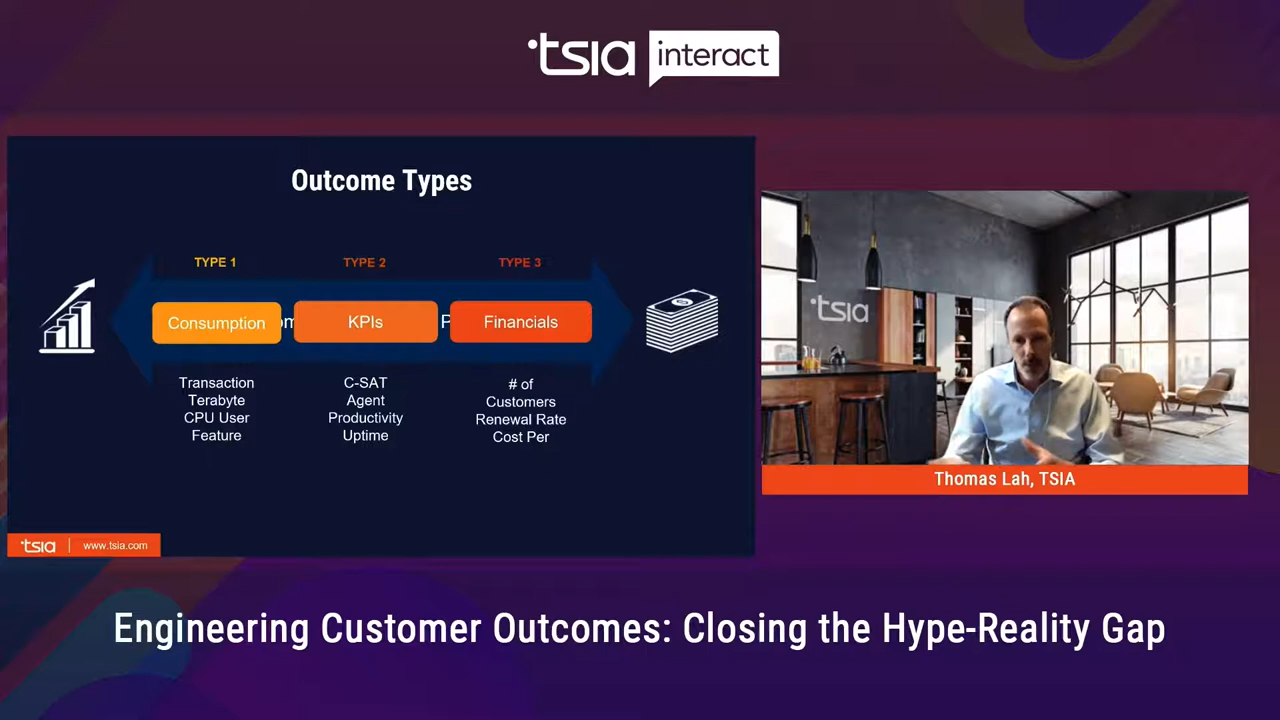 tsia interact
Outcome Types
TYPE 1
TYPE 2
TYPE 3
Consumption
KPIs
Financials
Transaction
Terabyte
CPU User
Feature
C-SAT
Agent
Productivity
Uptime
# of
Customers
Renewal Rate
Cost Per
tsia
Thomas Lah, TSIA
tsia | www.tsia.com
Engineering Customer Outcomes: Closing the Hype-Reality Gap